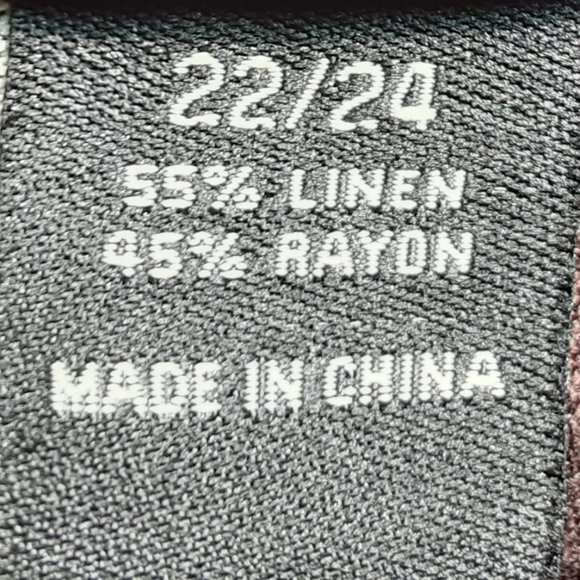 22/24
55% LINEN
45% RAYON
MADE IN CHINA